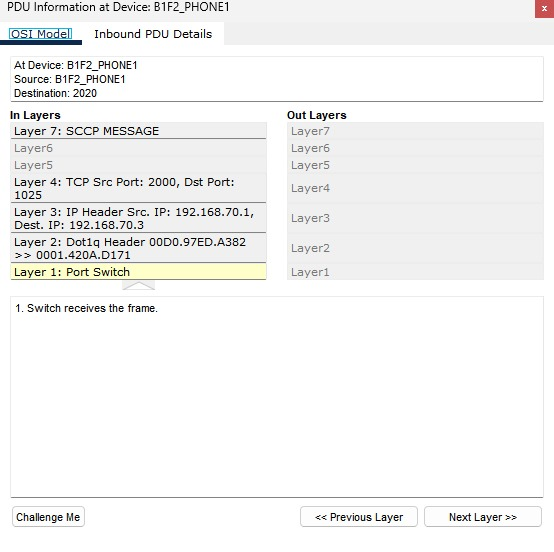 PDU Information at Device: B1F2_PHONE1
x
OSI Model
Inbound PDU Details
At Device: B1F2_PHONE1
Source: B1F2_PHONE1
Destination: 2020
In Layers
Layer 7: SCCP MESSAGE
Layer6
Layer5
Layer 4: TCP Src Port: 2000, Dst Port:
1025
Layer 3: IP Header Src. IP: 192.168.70.1,
Dest. IP: 192.168.70.3
Layer 2: Dot1q Header 00D0.97ED.A382
>> 0001.420A.D171
Layer 1: Port Switch
Out Layers
Layer7
Layer6
Layer5
Layer4
Layer3
Layer2
Layer1
1. Switch receives the frame.
Challenge Me
<< Previous Layer
Next Layer >>